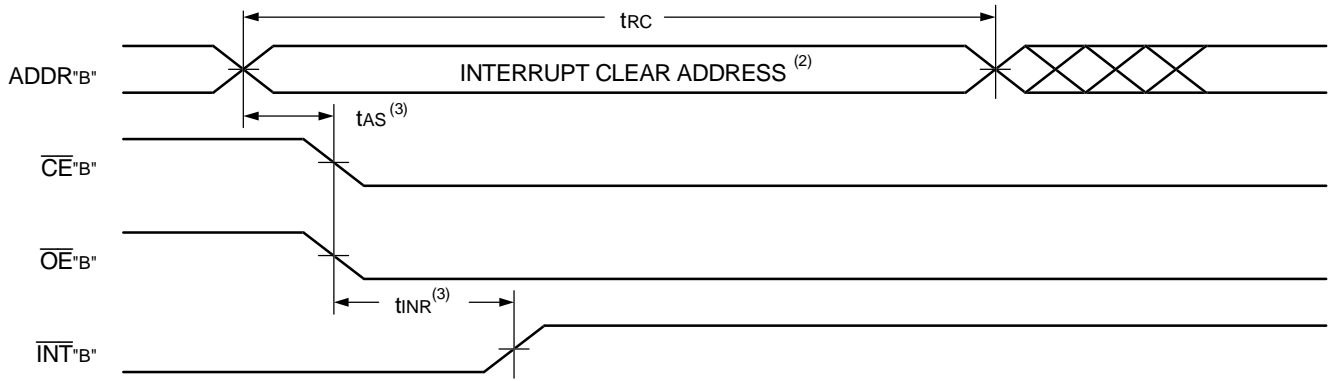 tRC
ADDR"B"
INTERRUPT CLEAR ADDRESS (2)
tAS(3)
CE"B"
OE"B"
tINR(3)
INT"B"